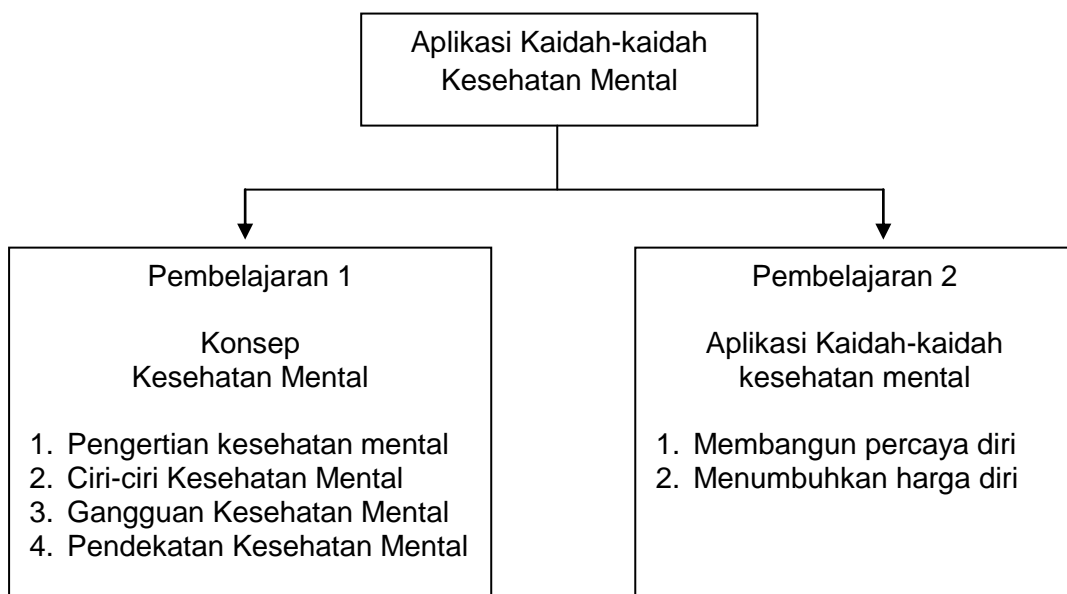 Aplikasi Kaidah-kaidah
Kesehatan Mental
Pembelajaran 1
Konsep
Kesehatan Mental
1. Pengertian kesehatan mental
2. Ciri-ciri Kesehatan Mental
3. Gangguan Kesehatan Mental
4. Pendekatan Kesehatan Mental
Pembelajaran 2
Aplikasi Kaidah-kaidah
kesehatan mental
1. Membangun percaya diri
2. Menumbuhkan harga diri